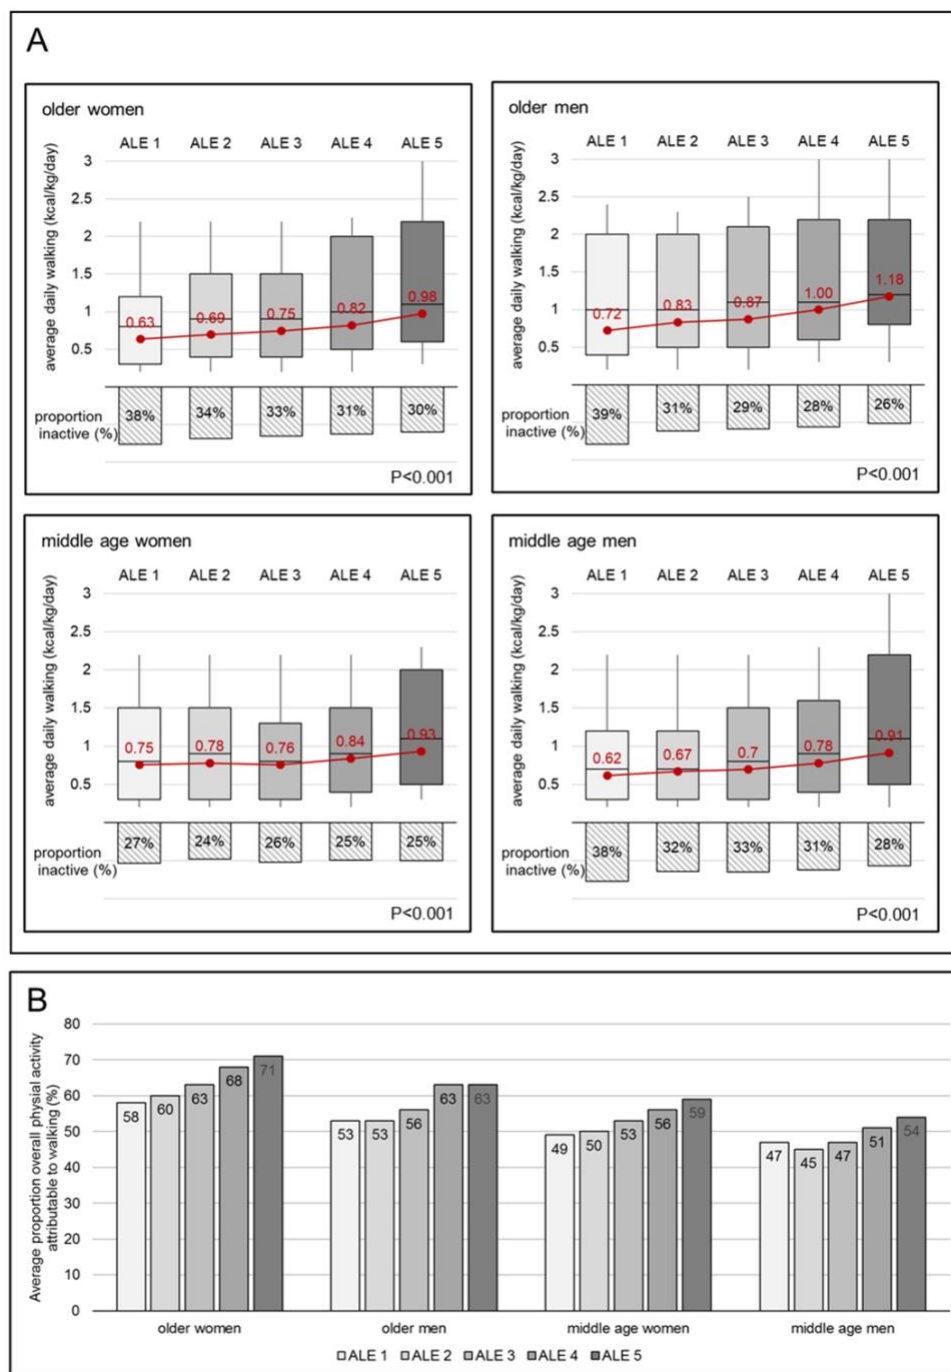 A
older women
ALE 1 ALE 2 ALE 3 ALE 4 ALE 5
average daily walking (kcal/kg/day)
3
2.5
2
1.5
1
0.5
0.63 0.69 0.75 0.82 0.98
proportion
inactive (%)
38% 34% 33% 31% 30%
P<0.001
older men
ALE 1 ALE 2 ALE 3 ALE 4 ALE 5
average daily walking (kcal/kg/day)
3
2.5
2
1.5
1
0.5
0.72 0.83 0.87 1.00 1.18
proportion
inactive (%)
39% 31% 29% 28% 26%
P<0.001
middle age women
ALE 1 ALE 2 ALE 3 ALE 4 ALE 5
average daily walking (kcal/kg/day)
3
2.5
2
1.5
1
0.5
0.75 0.78 0.76 0.84 0.93
proportion
inactive (%)
27% 24% 26% 25% 25%
P<0.001
middle age men
ALE 1 ALE 2 ALE 3 ALE 4 ALE 5
average daily walking (kcal/kg/day)
3
2.5
2
1.5
1
0.5
0.62 0.67 0.7 0.78 0.91
proportion
inactive (%)
38% 32% 33% 31% 28%
P<0.001
B
Average proportion overall physial activity
attributable to walking (%)
80
70
60
50
40
30
20
10
0
58 60 63 68 71
53 53 56 63 63
49 50 53 56 59
47 45 47 51 54
older women older men middle age women middle age men
ALE 1 ALE 2 ALE 3 ALE 4 ALE 5